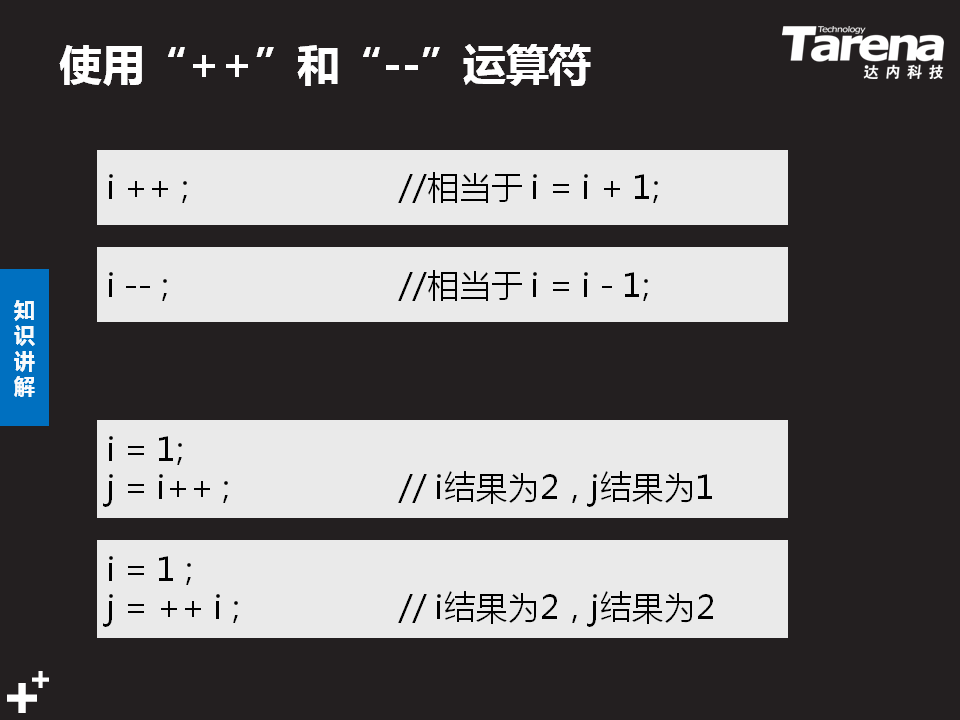 使用“++”和“--”运算符
Technology
Tarena
达内科技
i ++ ; //相当于 i = i + 1;
i -- ; //相当于 i = i - 1;
知识讲解
i = 1;
j = i++ ; // i结果为2，j结果为1
i = 1 ;
j = ++ i ; // i结果为2，j结果为2